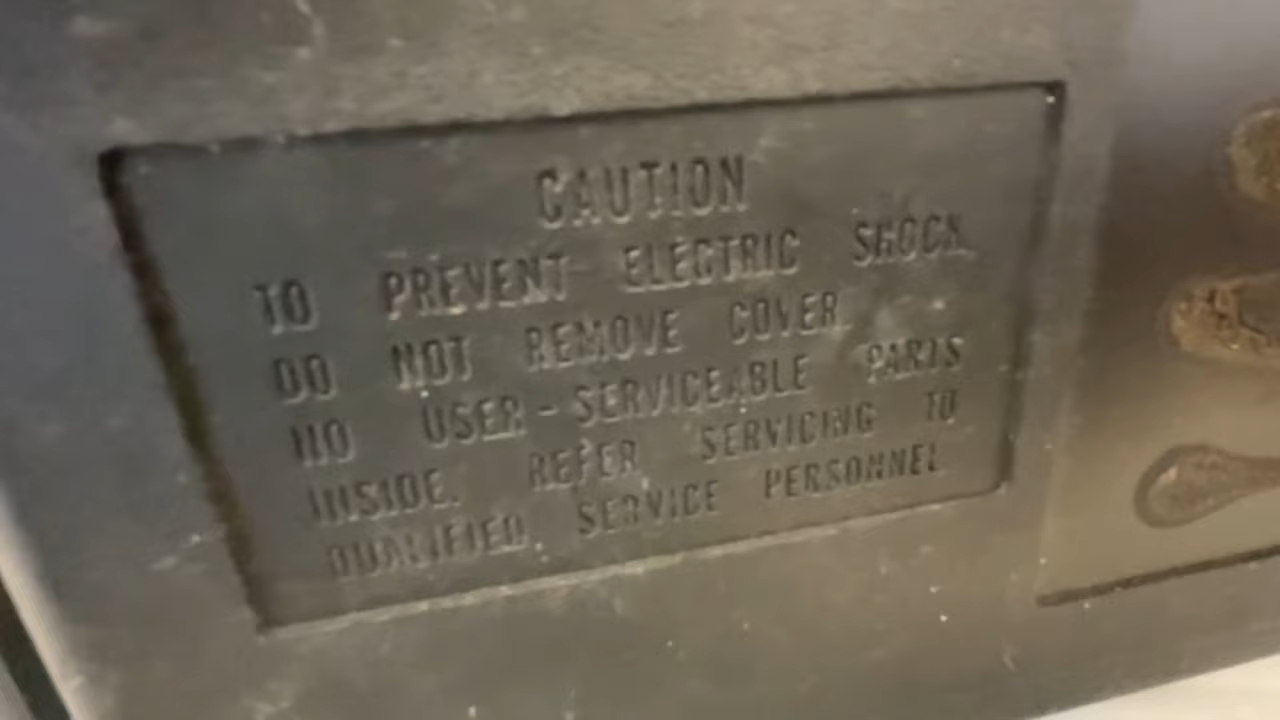 CAUTION
TO PREVENT ELECTRIC SHOCK,
DO NOT REMOVE COVER.
NO USER-SERVICEABLE PARTS
INSIDE. REFER SERVICING TO
QUALIFIED SERVICE PERSONNEL